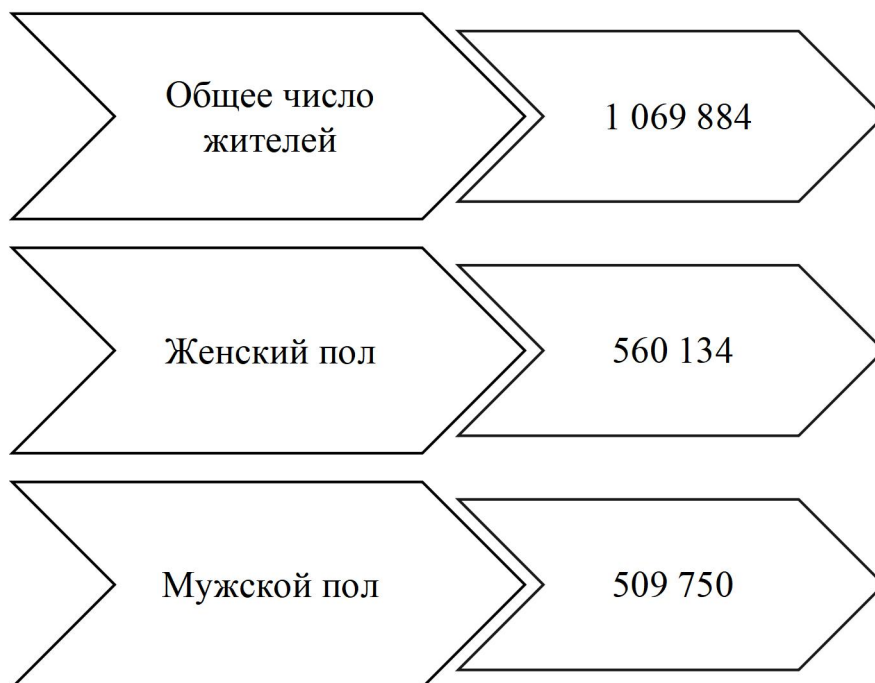 Общее число
жителей
1 069 884
Женский пол
560 134
Мужской пол
509 750